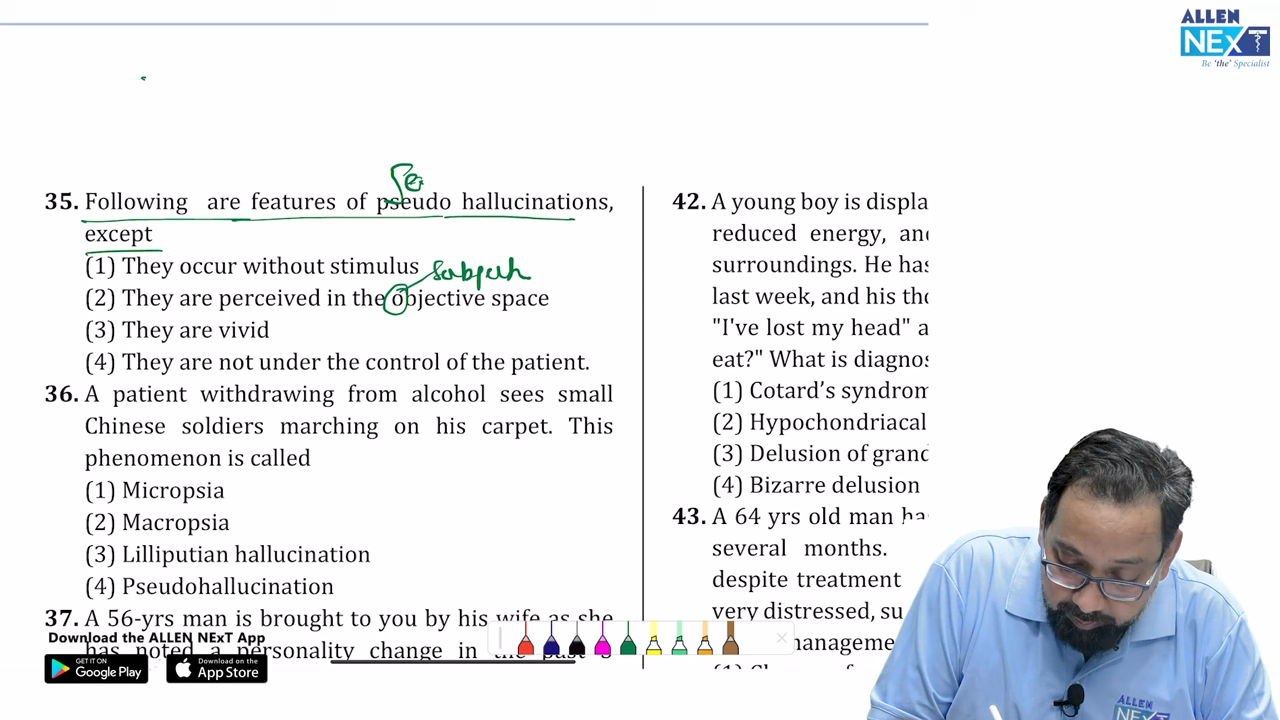 ALLEN
NEXT
Be 'the' Specialist
Se
35. Following are features of pseudo hallucinations,
except
(1) They occur without stimulus
(2) They are perceived in the objective space
(3) They are vivid
(4) They are not under the control of the patient.
36. A patient withdrawing from alcohol sees small
Chinese soldiers marching on his carpet. This
phenomenon is called
(1) Micropsia
(2) Macropsia
(3) Lilliputian hallucination
(4) Pseudohallucination
37. A 56-yrs man is brought to you by his wife as she
has noted a personality change in the past
42. A young boy is displa
reduced energy, and
surroundings. He has
last week, and his tho
"I've lost my head" a
eat?" What is diagnos
(1) Cotard's syndrom
(2) Hypochondriacal
(3) Delusion of grand
(4) Bizarre delusion
43. A 64 yrs old man ha
several months.
despite treatment
very distressed, su
manageme
Download the ALLEN NExT App
GET IT ON
Google Play
Download on the
App Store
ALLEN
NEXT